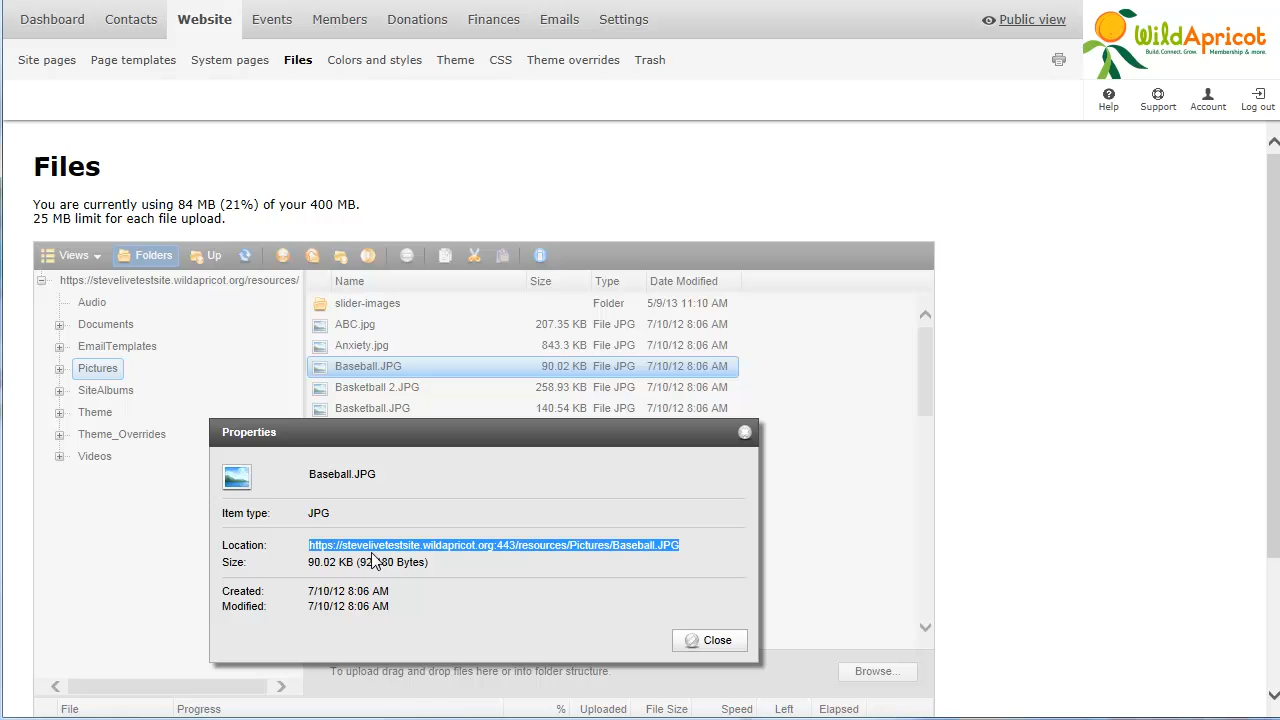 Dashboard Contacts Website Events Members Donations Finances Emails Settings Public view
WildApricot
Build. Connect. Grow. Membership & more.
Site pages Page templates System pages Files Colors and styles Theme CSS Theme overrides Trash
Help Support Account Log out
Files
You are currently using 84 MB (21%) of your 400 MB.
25 MB limit for each file upload.
Views Folders Up
https://stevelivetestsite.wildapricot.org/resources/ Name Size Type Date Modified
Audio slider-images Folder 5/9/13 11:10 AM
Documents ABC.jpg 207.35 KB File JPG 7/10/12 8:06 AM
EmailTemplates Anxiety.jpg 843.3 KB File JPG 7/10/12 8:06 AM
Pictures Baseball.JPG 90.02 KB File JPG 7/10/12 8:06 AM
SiteAlbums Basketball 2.JPG 258.93 KB File JPG 7/10/12 8:06 AM
Theme Basketball.JPG 140.54 KB File JPG 7/10/12 8:06 AM
Theme_Overrides
Videos
Properties
Baseball.JPG
Item type: JPG
Location: https://stevelivetestsite.wildapricot.org:443/resources/Pictures/Baseball.JPG
Size: 90.02 KB Bytes)
Created: 7/10/12 8:06 AM
Modified: 7/10/12 8:06 AM
Close
To upload drag and drop files here or into folder structure. Browse...
File Progress % Uploaded File Size Speed Left Elapsed